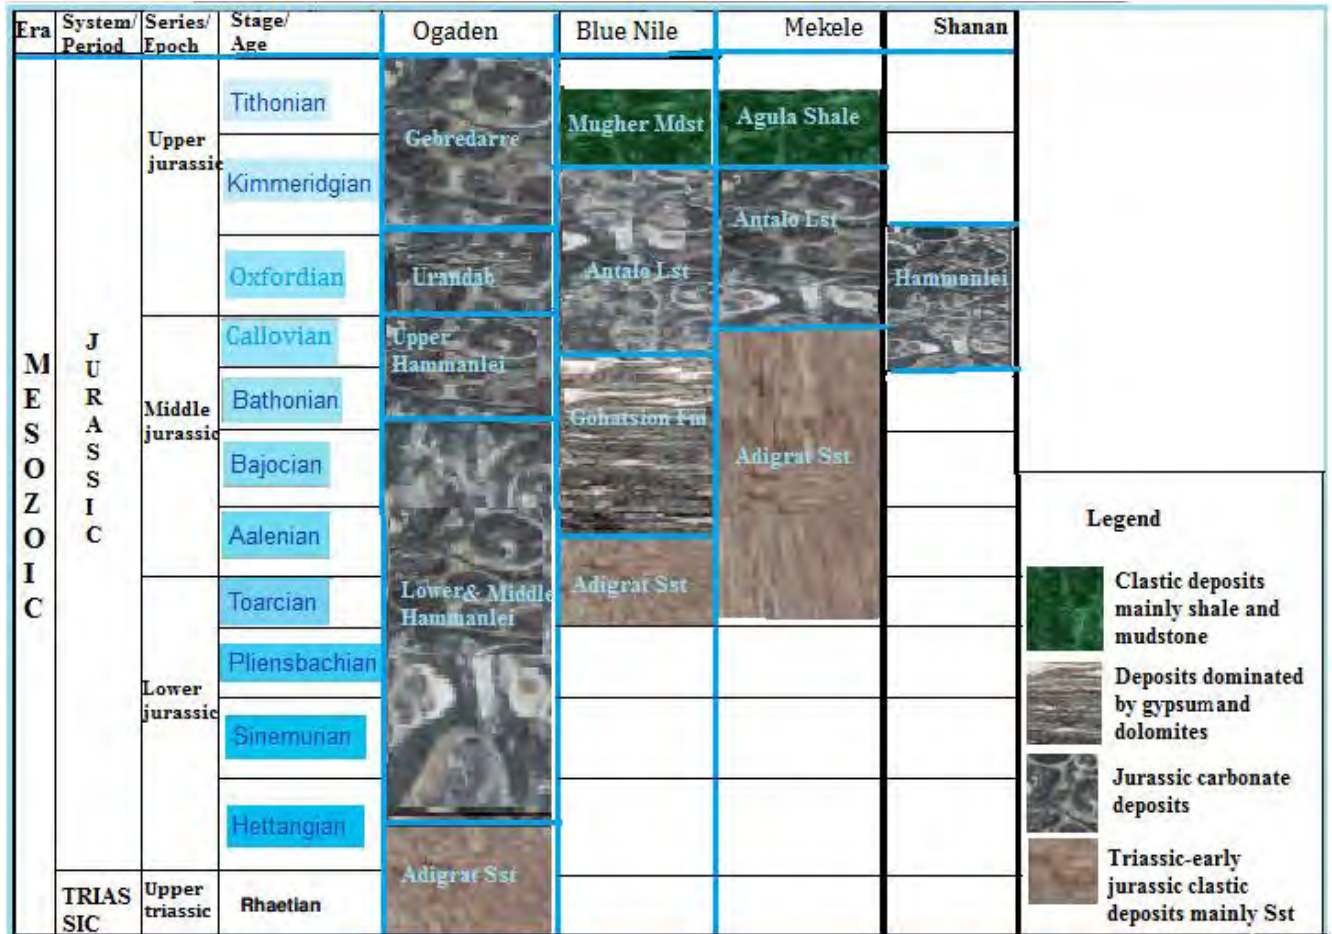 Era
System/
Period
Series/
Epoch
Stage/
Age
Ogaden
Blue Nile
Mekele
Shanan
MESOZOIC
JURASSIC
TRIAS
SIC
Upper
jurassic
Middle
jurassic
Lower
jurassic
Upper
triassic
Tithonian
Kimmeridgian
Oxfordian
Callovian
Bathonian
Bajocian
Aalenian
Toarcian
Pliensbachian
Sinemurian
Hettangian
Rhaetian
Gebredarre
Urandab
Upper
Hammanlei
Lower& Middle
Hammanlei
Adigrat Sst
Mugher Mdst
Antalo Lst
Gohatsion Fm
Adigrat Sst
Agula Shale
Antalo Lst
Adigrat Sst
Hammanlei
Legend
Clastic deposits
mainly shale and
mudstone
Deposits dominated
by gypsum and
dolomites
Jurassic carbonate
deposits
Triassic-early
jurassic clastic
deposits mainly Sst